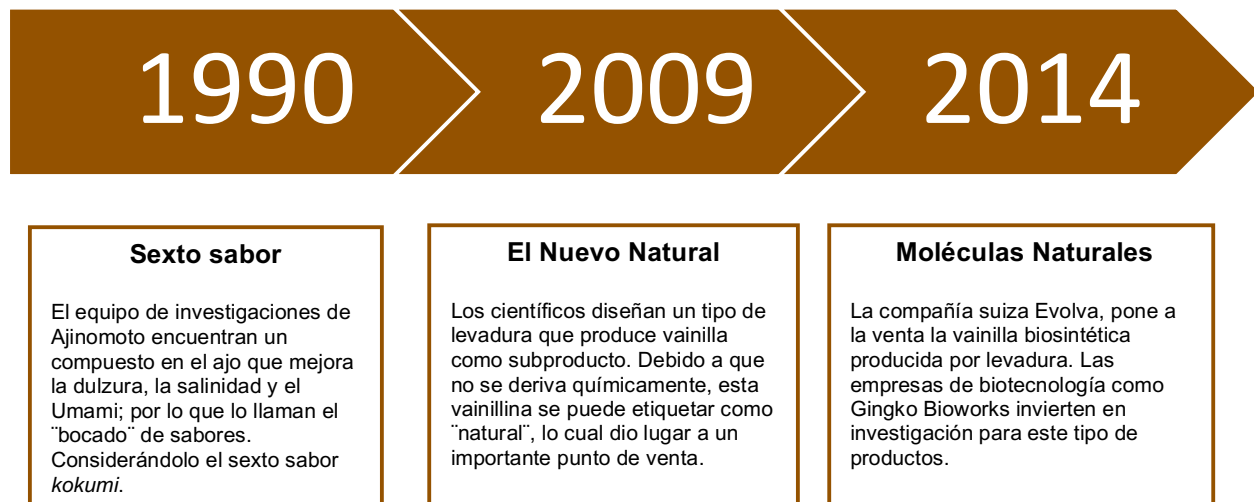 1990
2009
2014
Sexto sabor
El equipo de investigaciones de
Ajinomoto encuentran un
compuesto en el ajo que mejora
la dulzura, la salinidad y el
Umami; por lo que lo llaman el
¨bocado¨ de sabores.
Considerándolo el sexto sabor
kokumi.
El Nuevo Natural
Los científicos diseñan un tipo de
levadura que produce vainilla
como subproducto. Debido a que
no se deriva químicamente, esta
vainillina se puede etiquetar como
¨natural¨, lo cual dio lugar a un
importante punto de venta.
Moléculas Naturales
La compañía suiza Evolva, pone a
la venta la vainilla biosintética
producida por levadura. Las
empresas de biotecnología como
Gingko Bioworks invierten en
investigación para este tipo de
productos.